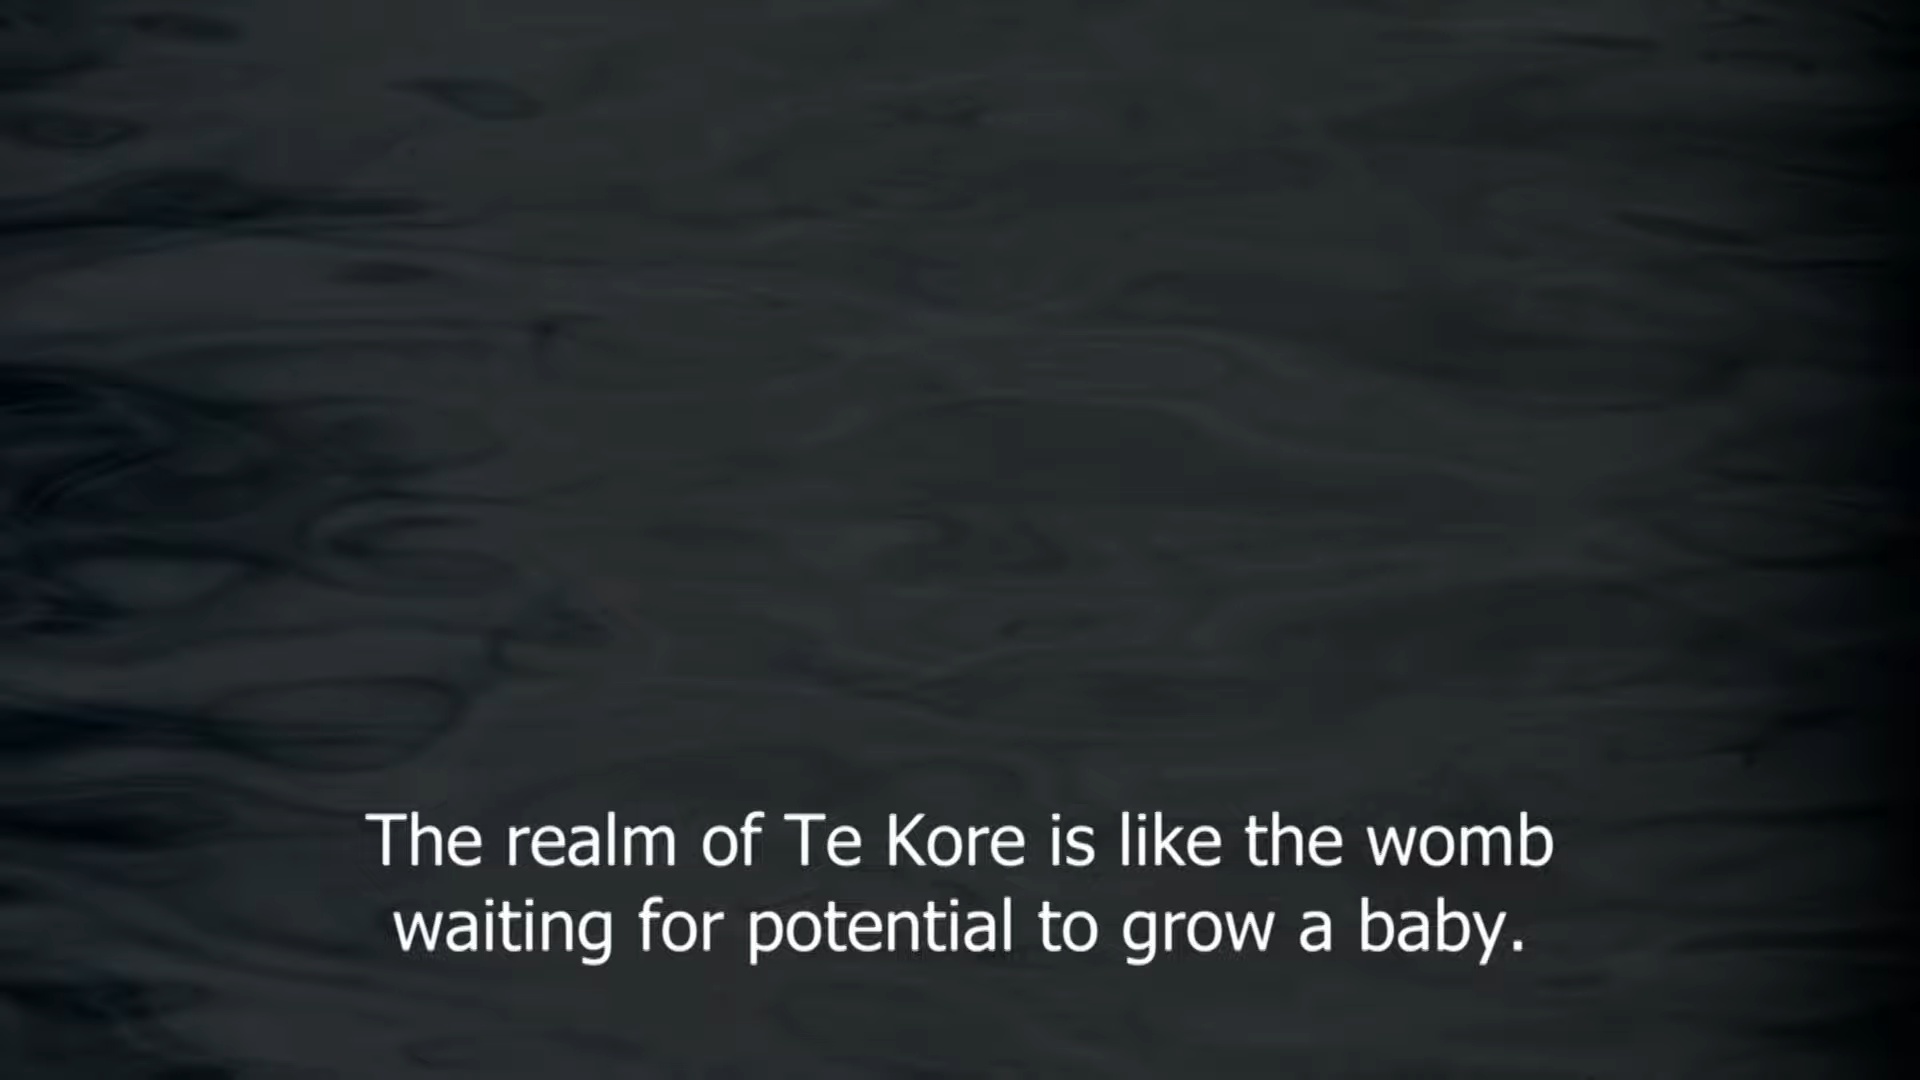 The realm of Te Kore is like the womb
waiting for potential to grow a baby.